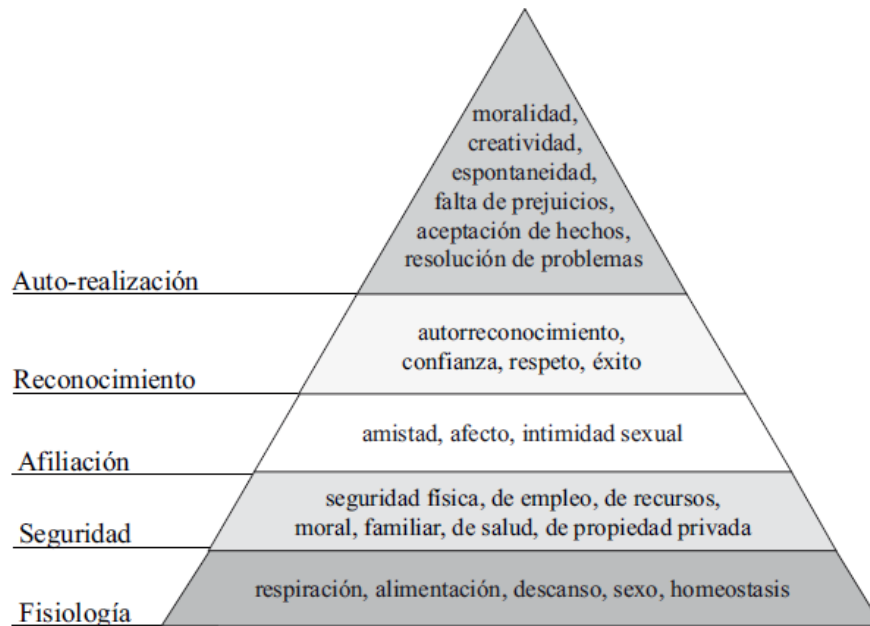 moralidad,
creatividad,
espontaneidad,
falta de prejuicios,
aceptación de hechos,
resolución de problemas
Auto-realización
autorreconocimiento,
confianza, respeto, éxito
Reconocimiento
amistad, afecto, intimidad sexual
Afiliación
seguridad física, de empleo, de recursos,
moral, familiar, de salud, de propiedad privada
Seguridad
respiración, alimentación, descanso, sexo, homeostasis
Fisiología